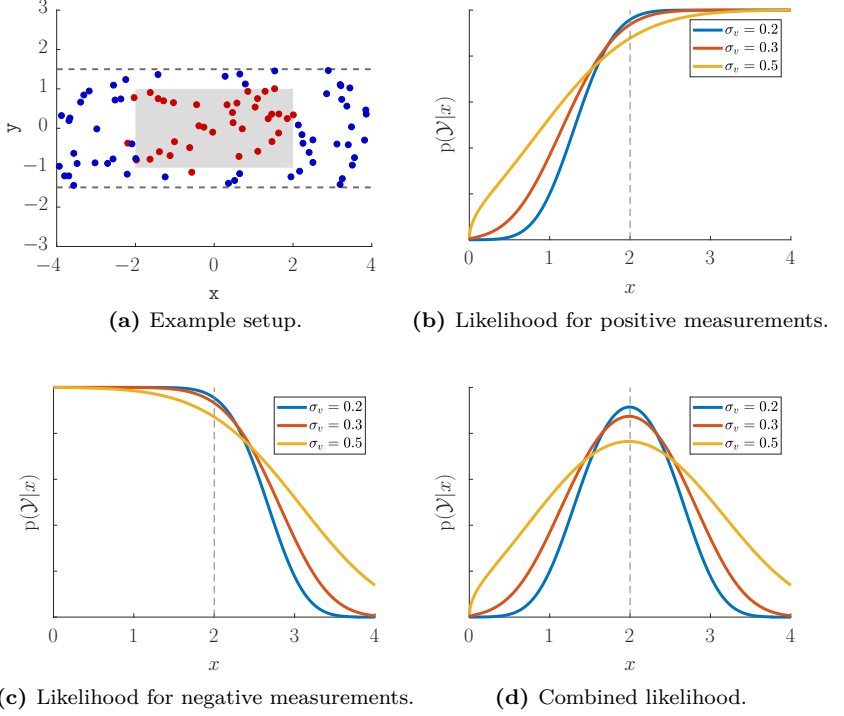 3
2
1
0
−1
−2
−3
y
−4
−2
0
2
4
x
(a) Example setup.
p(𝒴|x)
σᵥ = 0.2
σᵥ = 0.3
σᵥ = 0.5
0
1
2
3
4
x
(b) Likelihood for positive measurements.
p(𝒴|x)
σᵥ = 0.2
σᵥ = 0.3
σᵥ = 0.5
0
1
2
3
4
x
(c) Likelihood for negative measurements.
p(𝒴|x)
σᵥ = 0.2
σᵥ = 0.3
σᵥ = 0.5
0
1
2
3
4
x
(d) Combined likelihood.